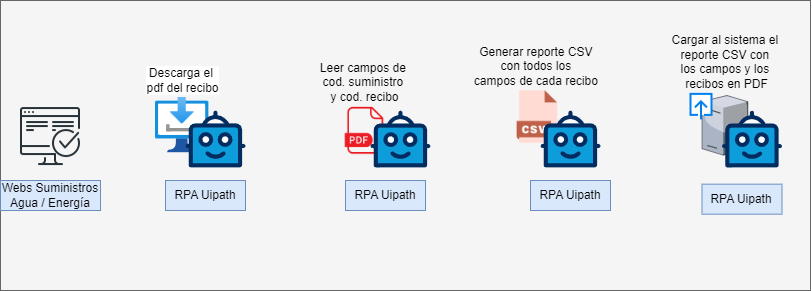 Descarga el
pdf del recibo
Leer campos de
cod. suministro
y cod. recibo
PDF
Generar reporte CSV
con todos los
campos de cada recibo
CSV
Cargar al sistema el
reporte CSV con
los campos y los
recibos en PDF
Webs Suministros
Agua / Energía
RPA Uipath
RPA Uipath
RPA Uipath
RPA Uipath